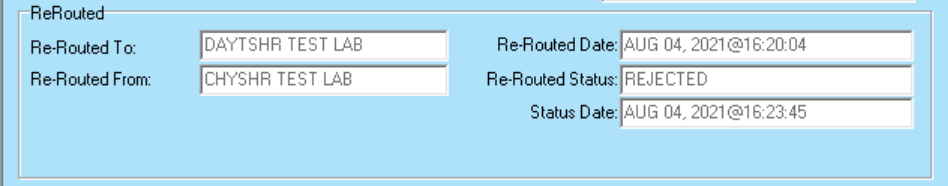 ReRouted
Re-Routed To: DAYTSHR TEST LAB Re-Routed Date: AUG 04, 2021@16:20:04
Re-Routed From: CHYSHR TEST LAB Re-Routed Status: REJECTED
Status Date: AUG 04, 2021@16:23:45